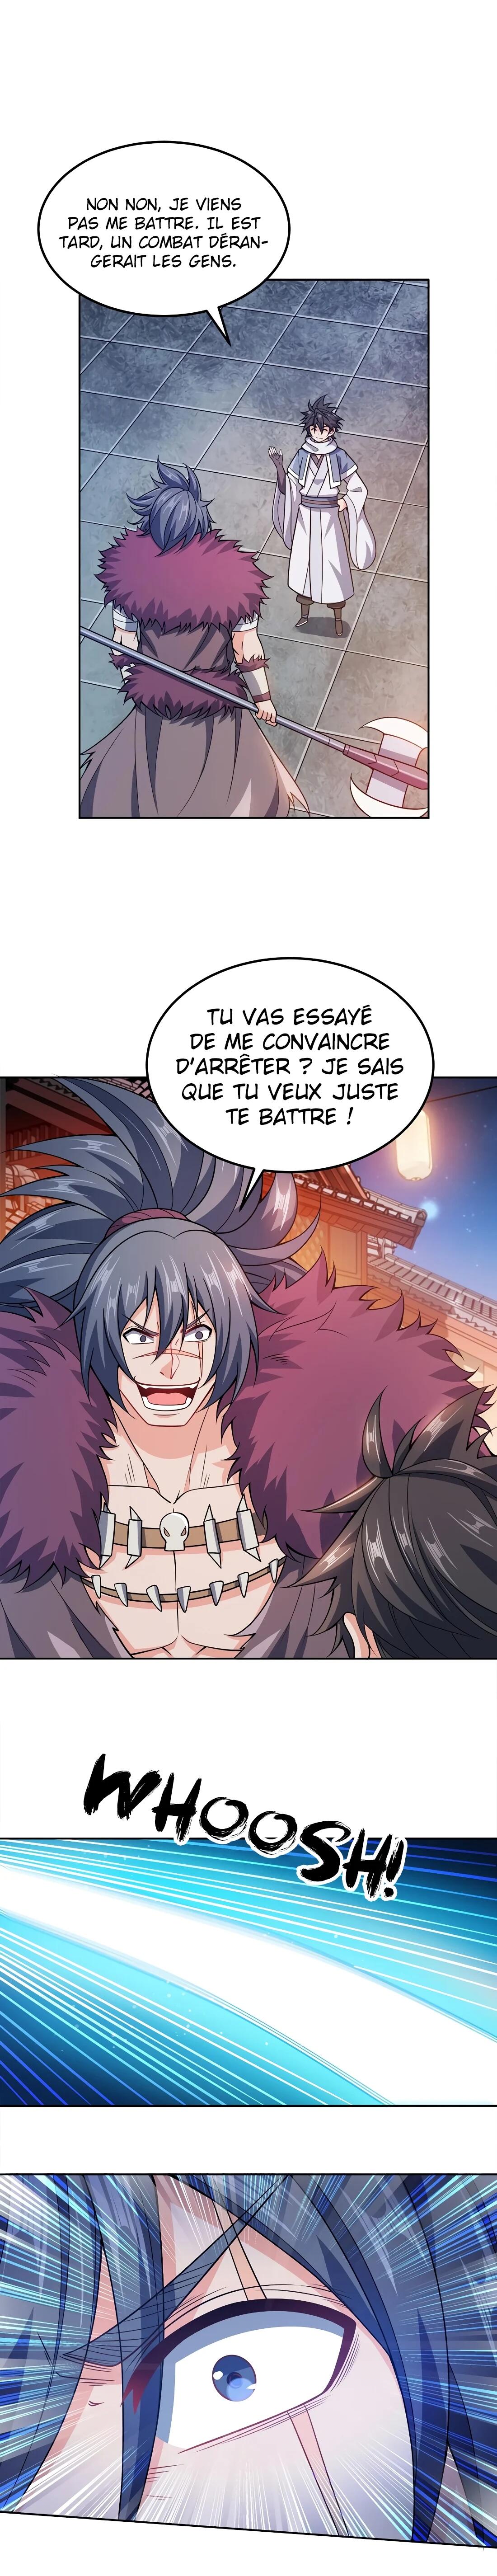 NON NON, JE VIENS
PAS ME BATTRE. IL EST
TARD, UN COMBAT DÉRAN-
GERAIT LES GENS.
TU VAS ESSAYÉ
DE ME CONVAINCRE
D'ARRÊTER ? JE SAIS
QUE TU VEUX JUSTE
TE BATTRE !
WHOOSH!